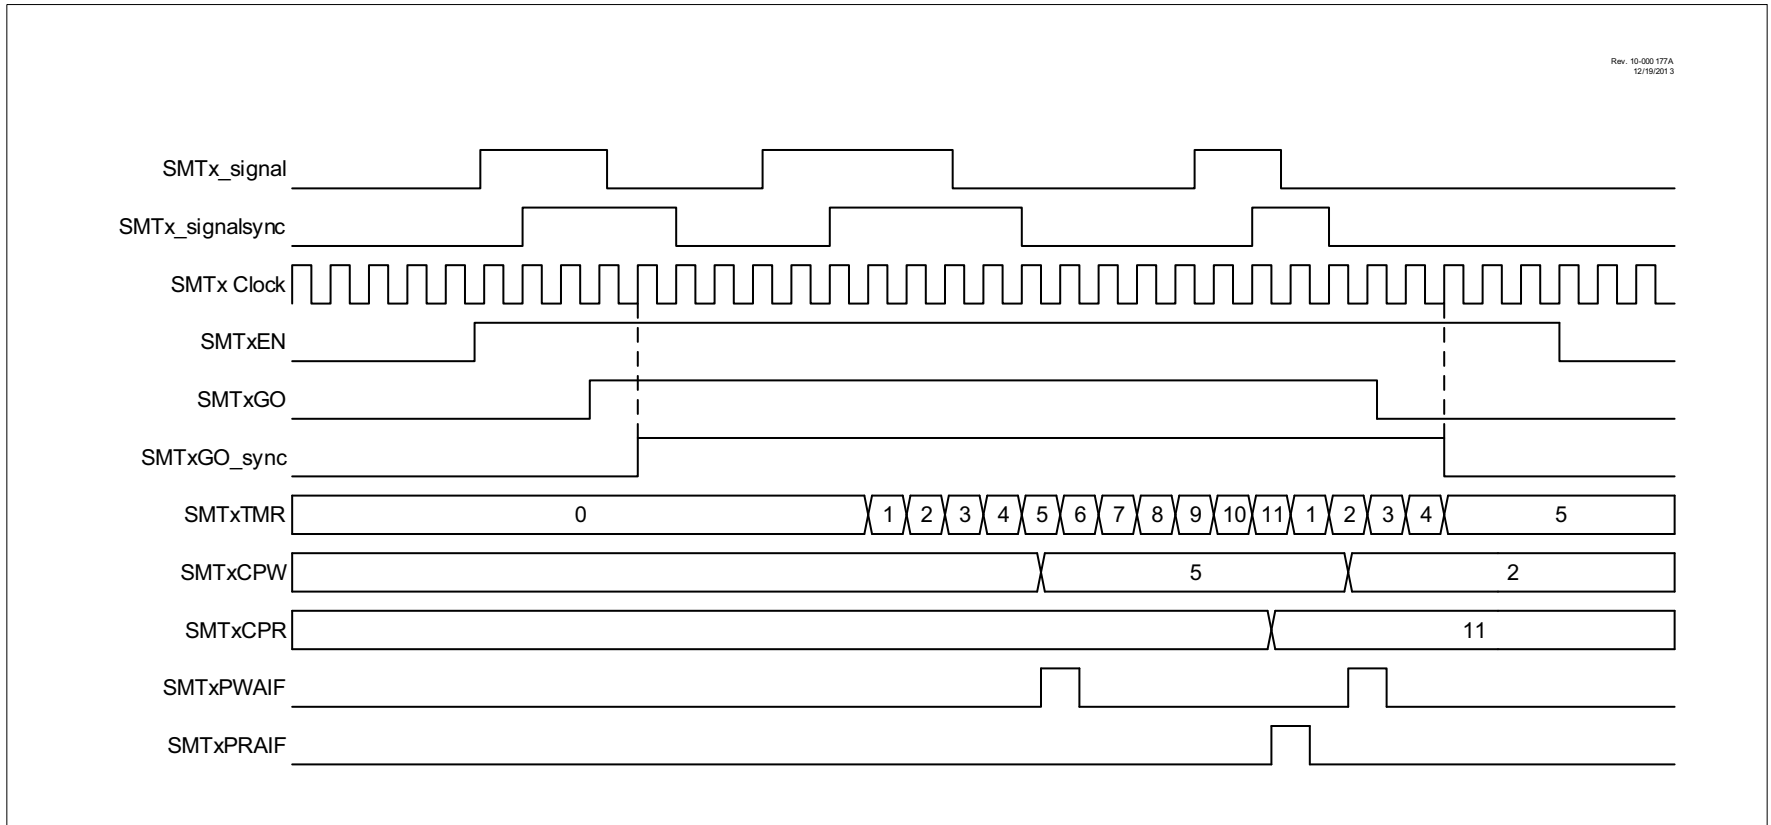 Rev. 10-000 177A
12/19/201 3
SMTx_signal
SMTx_signalsync
SMTx Clock
SMTxEN
SMTxGO
SMTxGO_sync
SMTxTMR 0 1 2 3 4 5 6 7 8 9 10 11 1 2 3 4 5
SMTxCPW 5 2
SMTxCPR 11
SMTxPWAIF
SMTxPRAIF